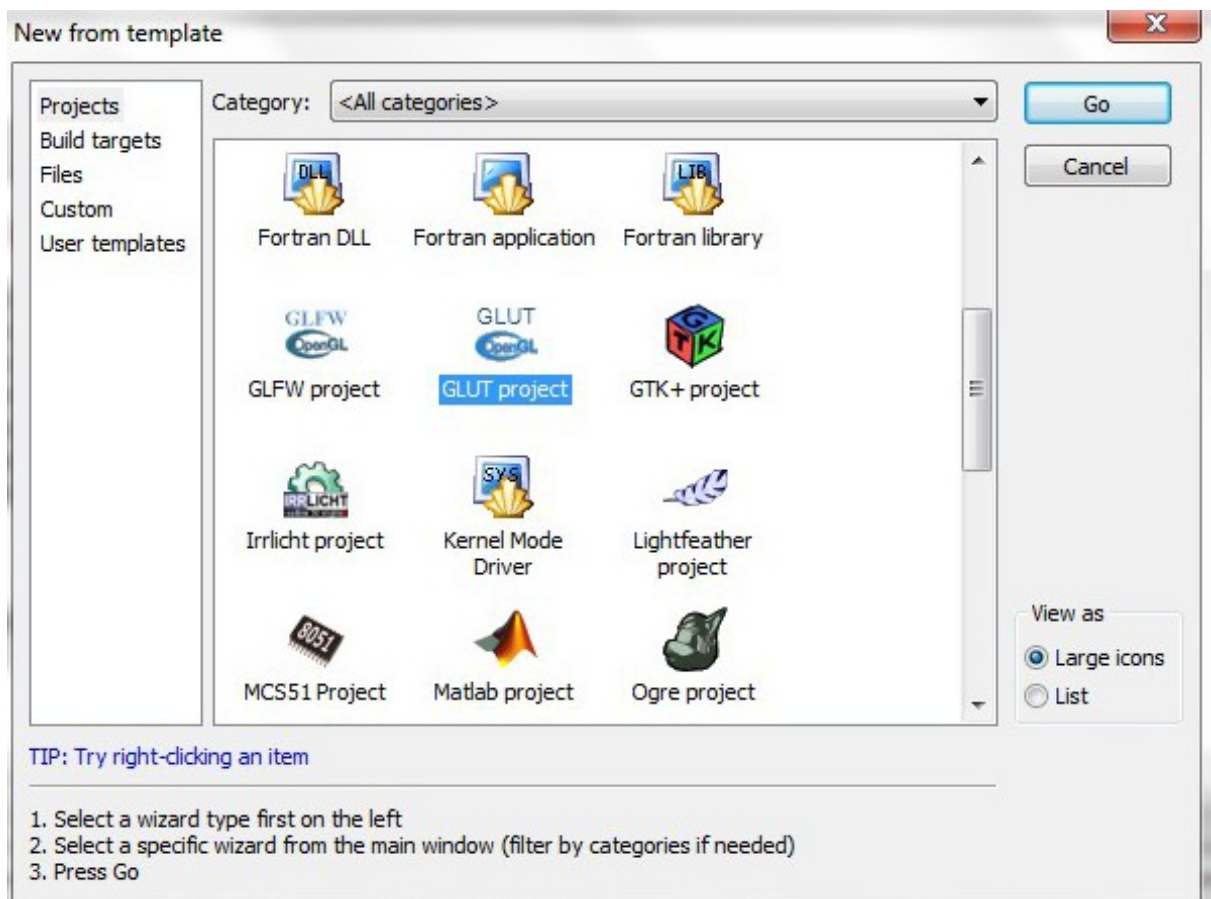 New from template
Projects
Build targets
Files
Custom
User templates
Category:
<All categories>
Go
Cancel
DLL
LIB
Fortran DLL
Fortran application
Fortran library
GLFW
OpenGL
GLUT
OpenGL
GTK
GLFW project
GLUT project
GTK+ project
IRRLICHT
SYS
Irrlicht project
Kernel Mode
Driver
Lightfeather
project
8051
MCS51 Project
Matlab project
Ogre project
View as
Large icons
List
TIP: Try right-clicking an item
1. Select a wizard type first on the left
2. Select a specific wizard from the main window (filter by categories if needed)
3. Press Go